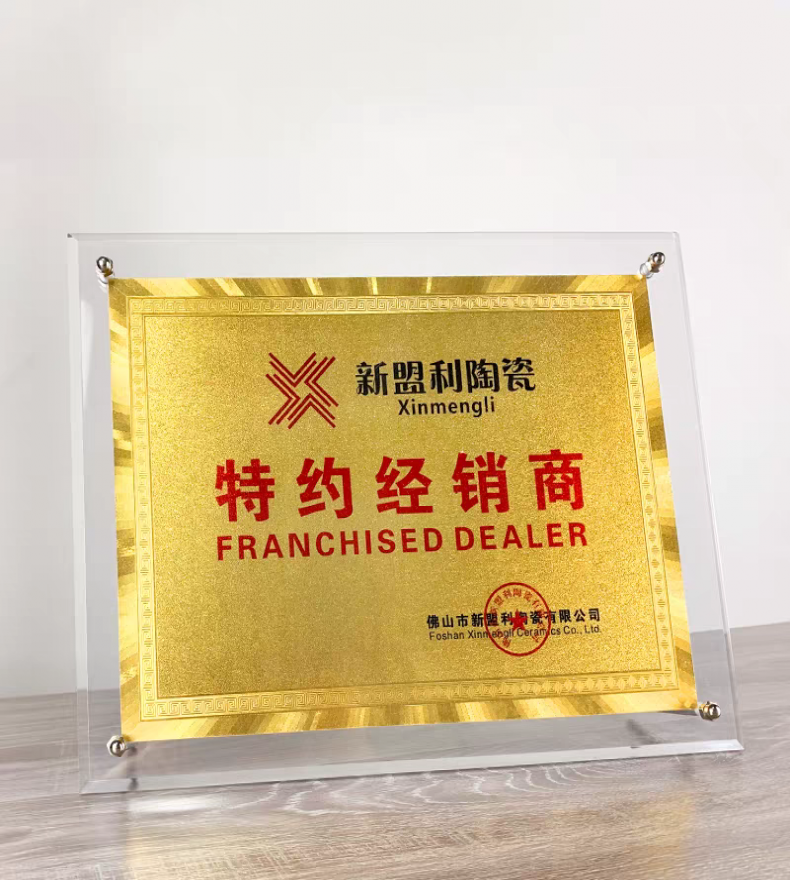 新盟利陶瓷
Xinmengli
特约经销商
FRANCHISED DEALER
佛山市新盟利陶瓷有限公司
Foshan Xinmengli Ceramics Co., Ltd.